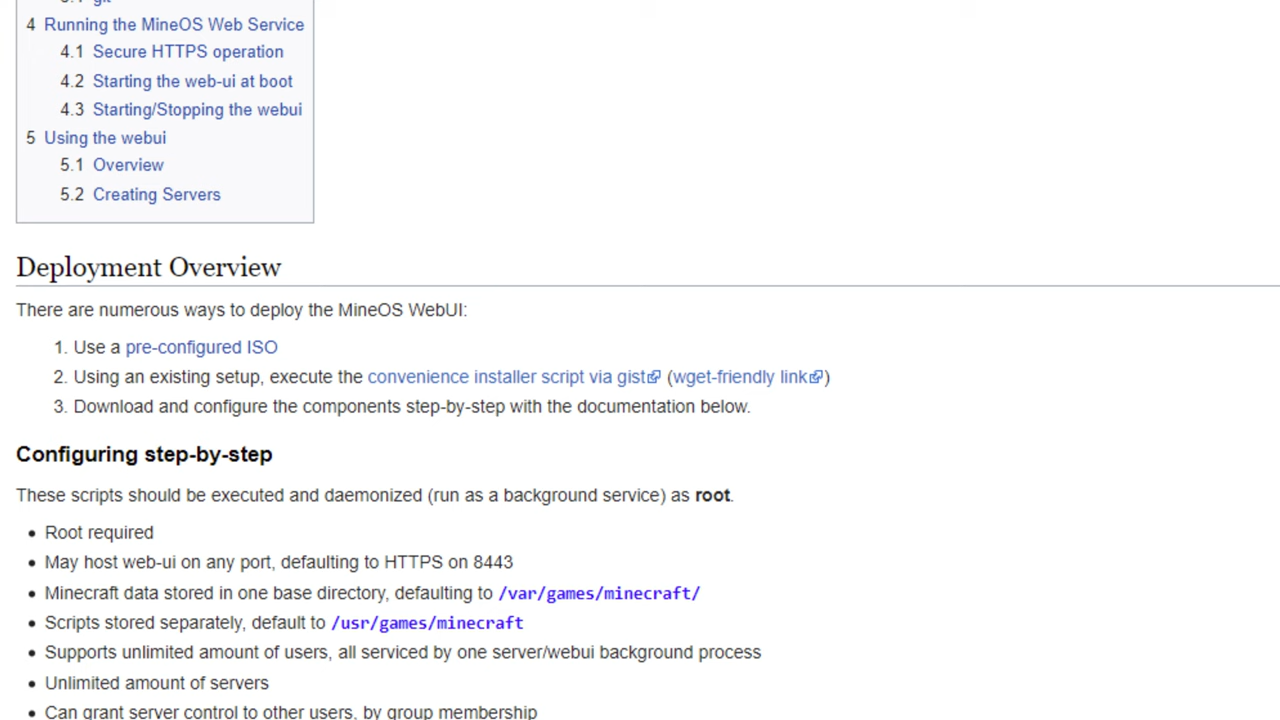 3.1 git
4 Running the MineOS Web Service
4.1 Secure HTTPS operation
4.2 Starting the web-ui at boot
4.3 Starting/Stopping the webui
5 Using the webui
5.1 Overview
5.2 Creating Servers
Deployment Overview
There are numerous ways to deploy the MineOS WebUI:
1. Use a pre-configured ISO
2. Using an existing setup, execute the convenience installer script via gist (wget-friendly link)
3. Download and configure the components step-by-step with the documentation below.
Configuring step-by-step
These scripts should be executed and daemonized (run as a background service) as root.
• Root required
• May host web-ui on any port, defaulting to HTTPS on 8443
• Minecraft data stored in one base directory, defaulting to /var/games/minecraft/
• Scripts stored separately, default to /usr/games/minecraft
• Supports unlimited amount of users, all serviced by one server/webui background process
• Unlimited amount of servers
• Can grant server control to other users, by group membership